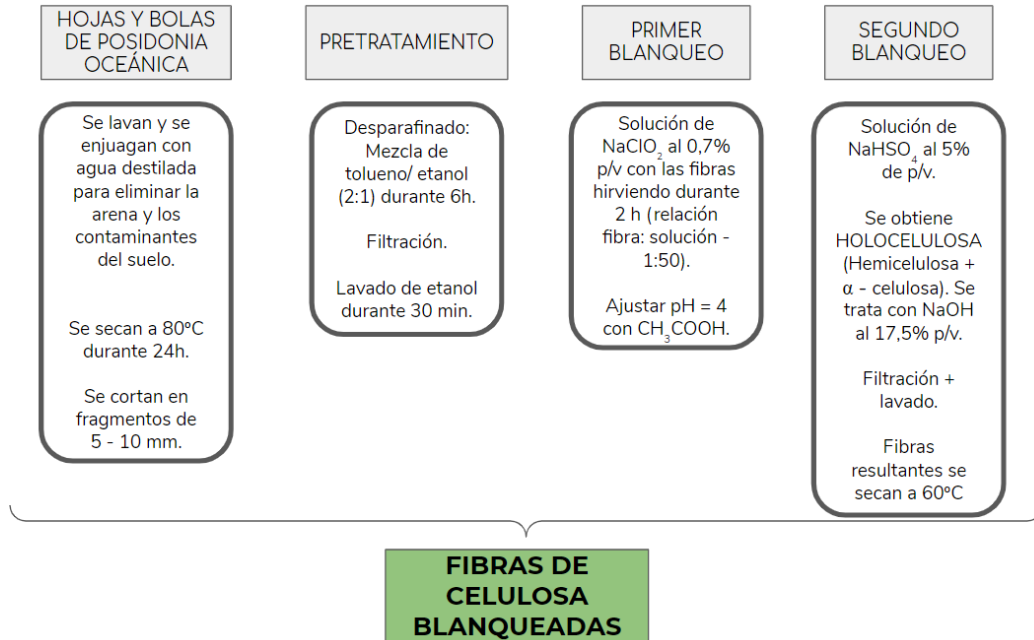 HOJAS Y BOLAS
DE POSIDONIA
OCEÁNICA
Se lavan y se
enjuagan con
agua destilada
para eliminar la
arena y los
contaminantes
del suelo.
Se secan a 80ºC
durante 24h.
Se cortan en
fragmentos de
5 - 10 mm.
PRETRATAMIENTO
Desparafinado:
Mezcla de
tolueno/ etanol
(2:1) durante 6h.
Filtración.
Lavado de etanol
durante 30 min.
PRIMER
BLANQUEO
Solución de
NaClO₂ al 0,7%
p/v con las fibras
hirviendo durante
2 h (relación
fibra: solución -
1:50).
Ajustar pH = 4
con CH₃COOH.
SEGUNDO
BLANQUEO
Solución de
NaHSO₄ al 5%
de p/v.
Se obtiene
HOLOCELULOSA
(Hemicelulosa +
α - celulosa). Se
trata con NaOH
al 17,5% p/v.
Filtración +
lavado.
Fibras
resultantes se
secan a 60ºC
FIBRAS DE
CELULOSA
BLANQUEADAS